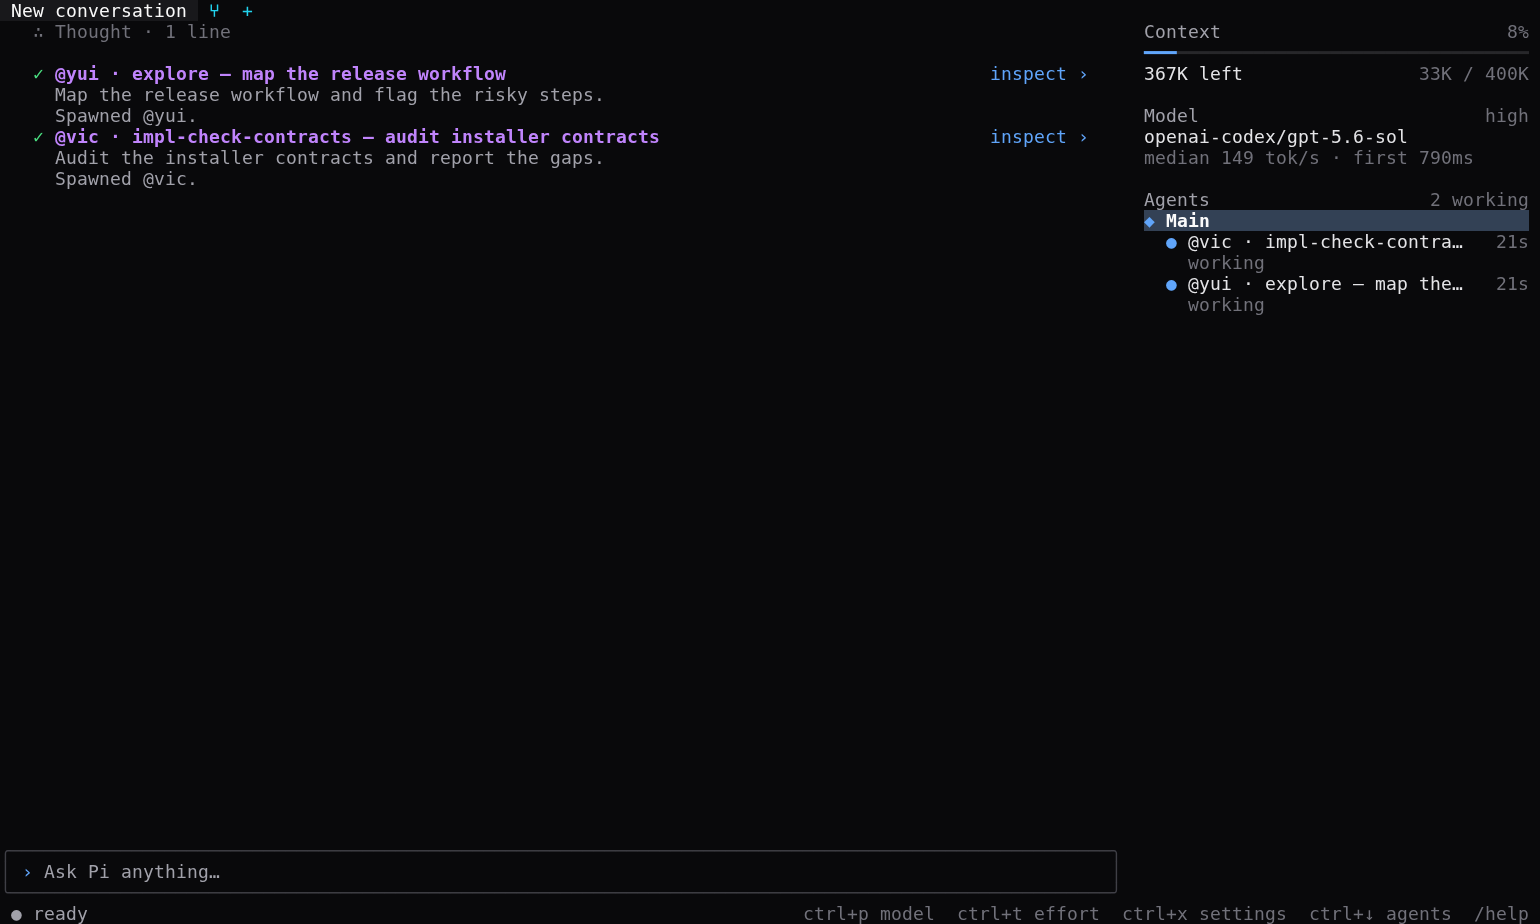 New conversation ⑂ +
∴ Thought · 1 line
✓ @yui · explore — map the release workflow inspect ›
Map the release workflow and flag the risky steps.
Spawned @yui.
✓ @vic · impl-check-contracts — audit installer contracts inspect ›
Audit the installer contracts and report the gaps.
Spawned @vic.
Context 8%
367K left 33K / 400K
Model high
openai-codex/gpt-5.6-sol
median 149 tok/s · first 790ms
Agents 2 working
◆ Main
● @vic · impl-check-contra… 21s
working
● @yui · explore — map the… 21s
working
› Ask Pi anything…
● ready ctrl+p model ctrl+t effort ctrl+x settings ctrl+↓ agents /help